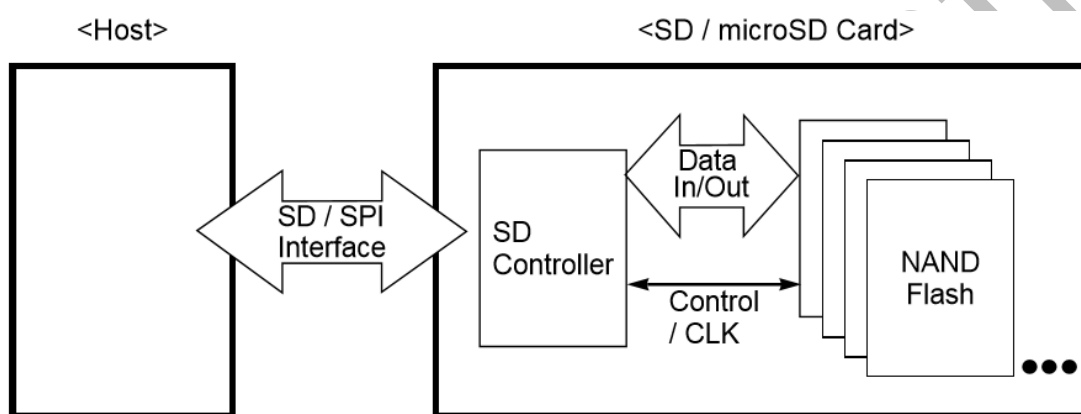 <Host>
<SD / microSD Card>
SD / SPI
Interface
SD
Controller
Data
In/Out
Control
/ CLK
NAND
Flash